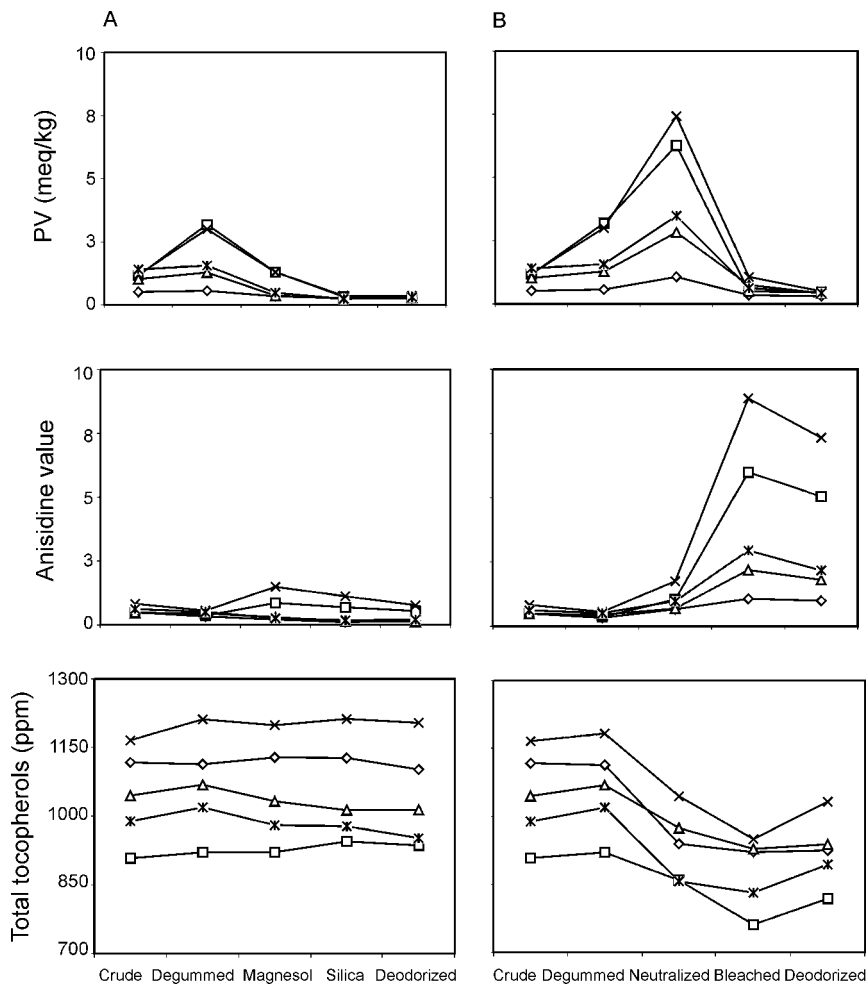 A
B
10
8
5
3
0
PV (meq/kg)
10
8
5
3
0
Anisidine value
1300
1150
1000
850
700
Total tocopherols (ppm)
Crude Degummed Magnesol Silica Deodorized
Crude Degummed Neutralized Bleached Deodorized